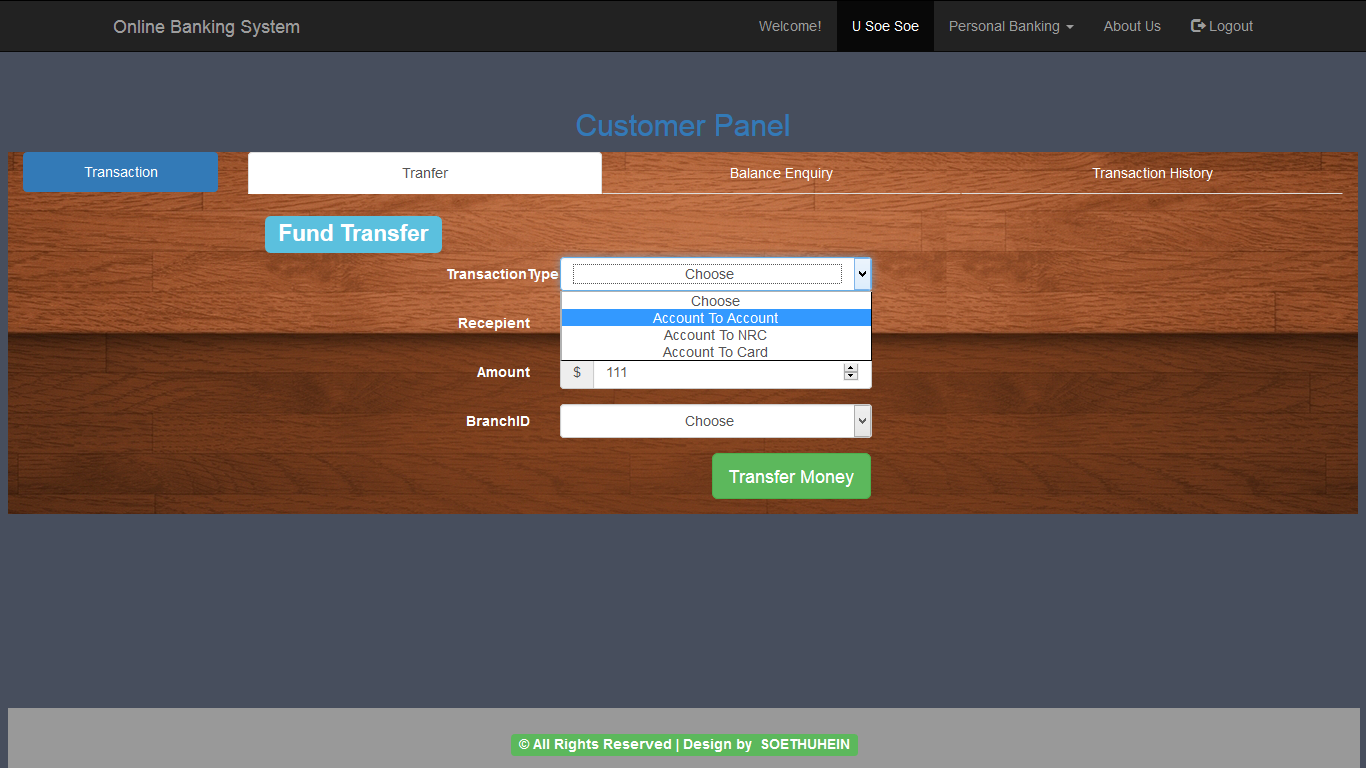 Online Banking System
Welcome!
U Soe Soe
Personal Banking
About Us
Logout
Customer Panel
Transaction
Tranfer
Balance Enquiry
Transaction History
Fund Transfer
TransactionType
Choose
Choose
Account To Account
Recepient
Account To NRC
Account To Card
Amount
$
111
BranchID
Choose
Transfer Money
© All Rights Reserved | Design by SOETHUHEIN